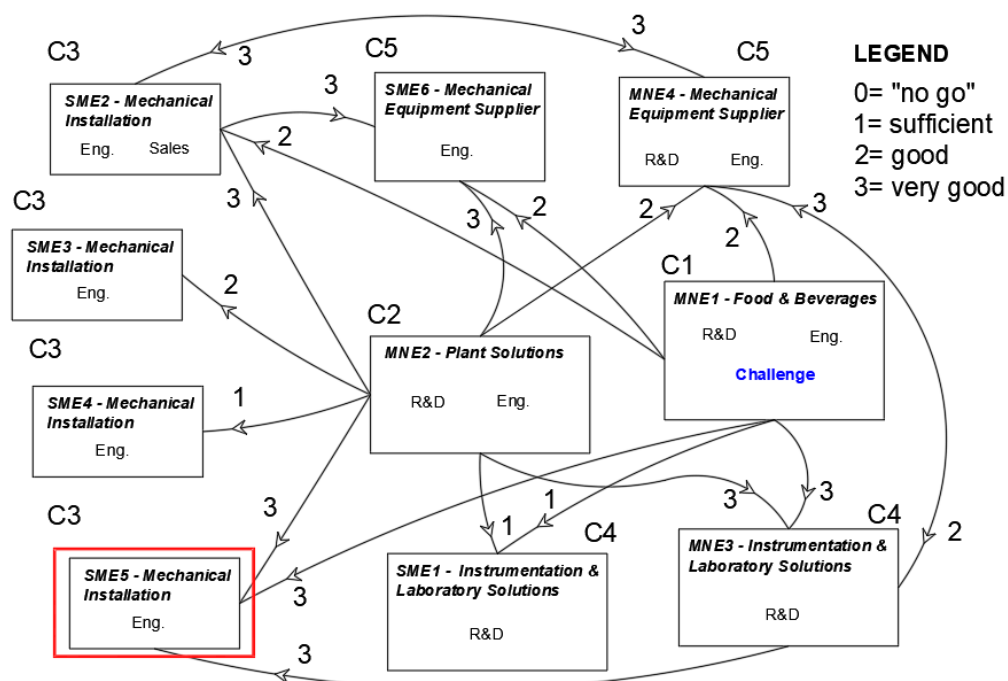 C3
3
3
C5
C5
LEGEND
0= "no go"
1= sufficient
2= good
3= very good
SME2 - Mechanical
Installation
Eng. Sales
3
2
SME6 - Mechanical
Equipment Supplier
Eng.
MNE4 - Mechanical
Equipment Supplier
R&D Eng.
C3
3
3
2
2
2
3
SME3 - Mechanical
Installation
Eng.
2
C1
MNE1 - Food & Beverages
R&D Eng.
Challenge
C3
C2
MNE2 - Plant Solutions
R&D Eng.
SME4 - Mechanical
Installation
Eng.
1
C3
3
3
1
1
3
3
2
SME5 - Mechanical
Installation
Eng.
3
C4
SME1 - Instrumentation &
Laboratory Solutions
R&D
C4
MNE3 - Instrumentation &
Laboratory Solutions
R&D